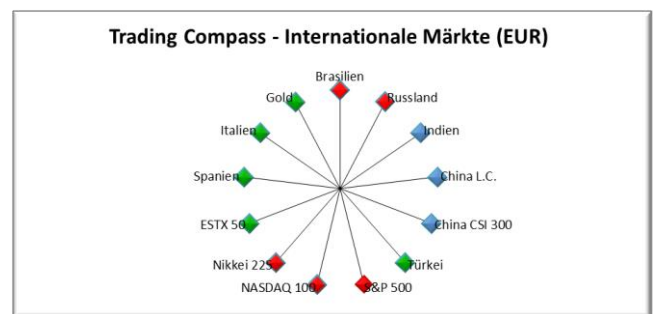 Trading Compass - Internationale Märkte (EUR)
Brasilien
Gold
Russland
Italien
Indien
Spanien
China L.C.
ESTX 50
China CSI 300
Nikkei 225
Türkei
NASDAQ 100
S&P 500